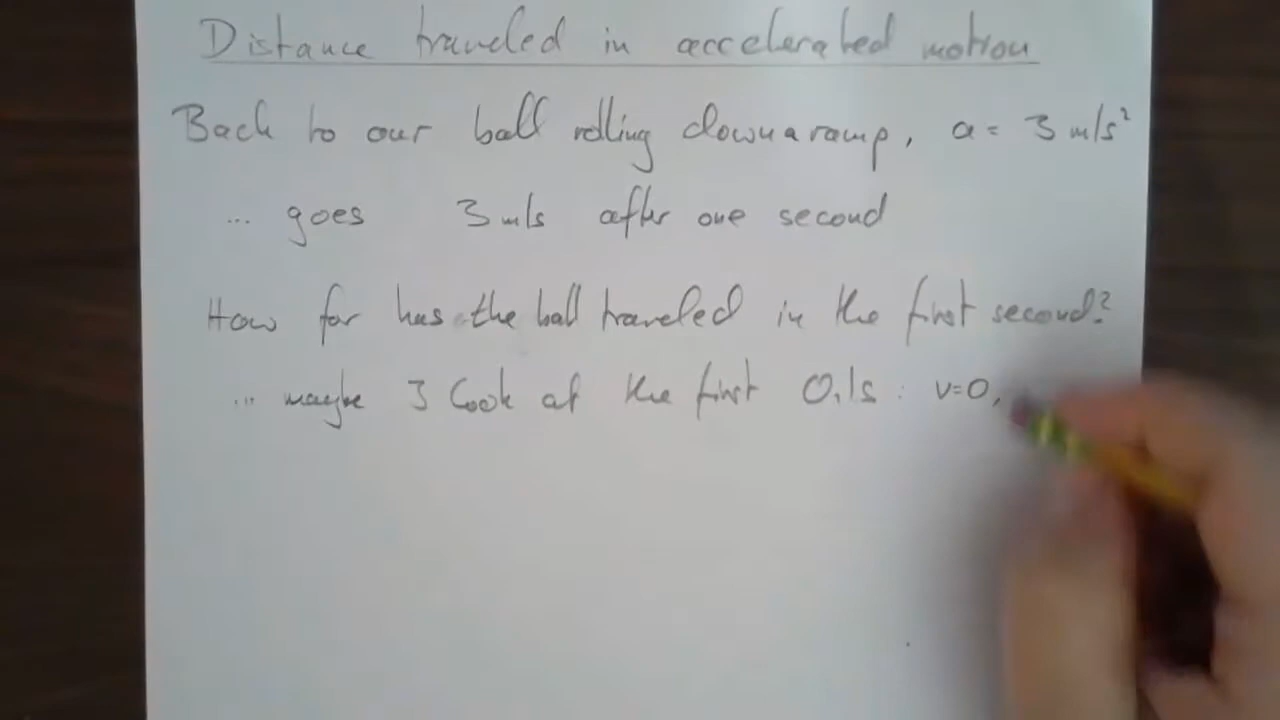 Distance traveled in accelerated motion
Back to our ball rolling down a ramp, a = 3 m/s²
... goes 3 m/s after one second
How far has the ball traveled in the first second?
... maybe 3 Look at the first 0.1s : v=0,